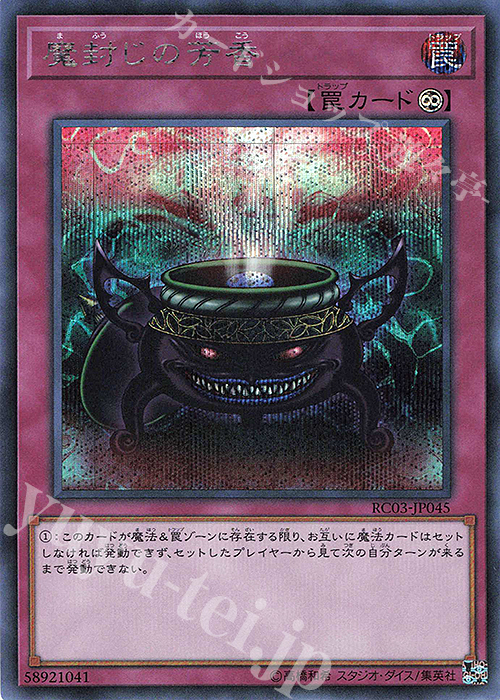 魔封じの芳香
罠
【罠カード】
RC03-JP045
①：このカードが魔法＆罠ゾーンに存在する限り、お互いに魔法カードはセット
しなければ発動できず、セットしたプレイヤーから見て次の自分ターンが来る
まで発動できない。
58921041
©高橋和希 スタジオ・ダイス/集英社
yuyu-tei.jp